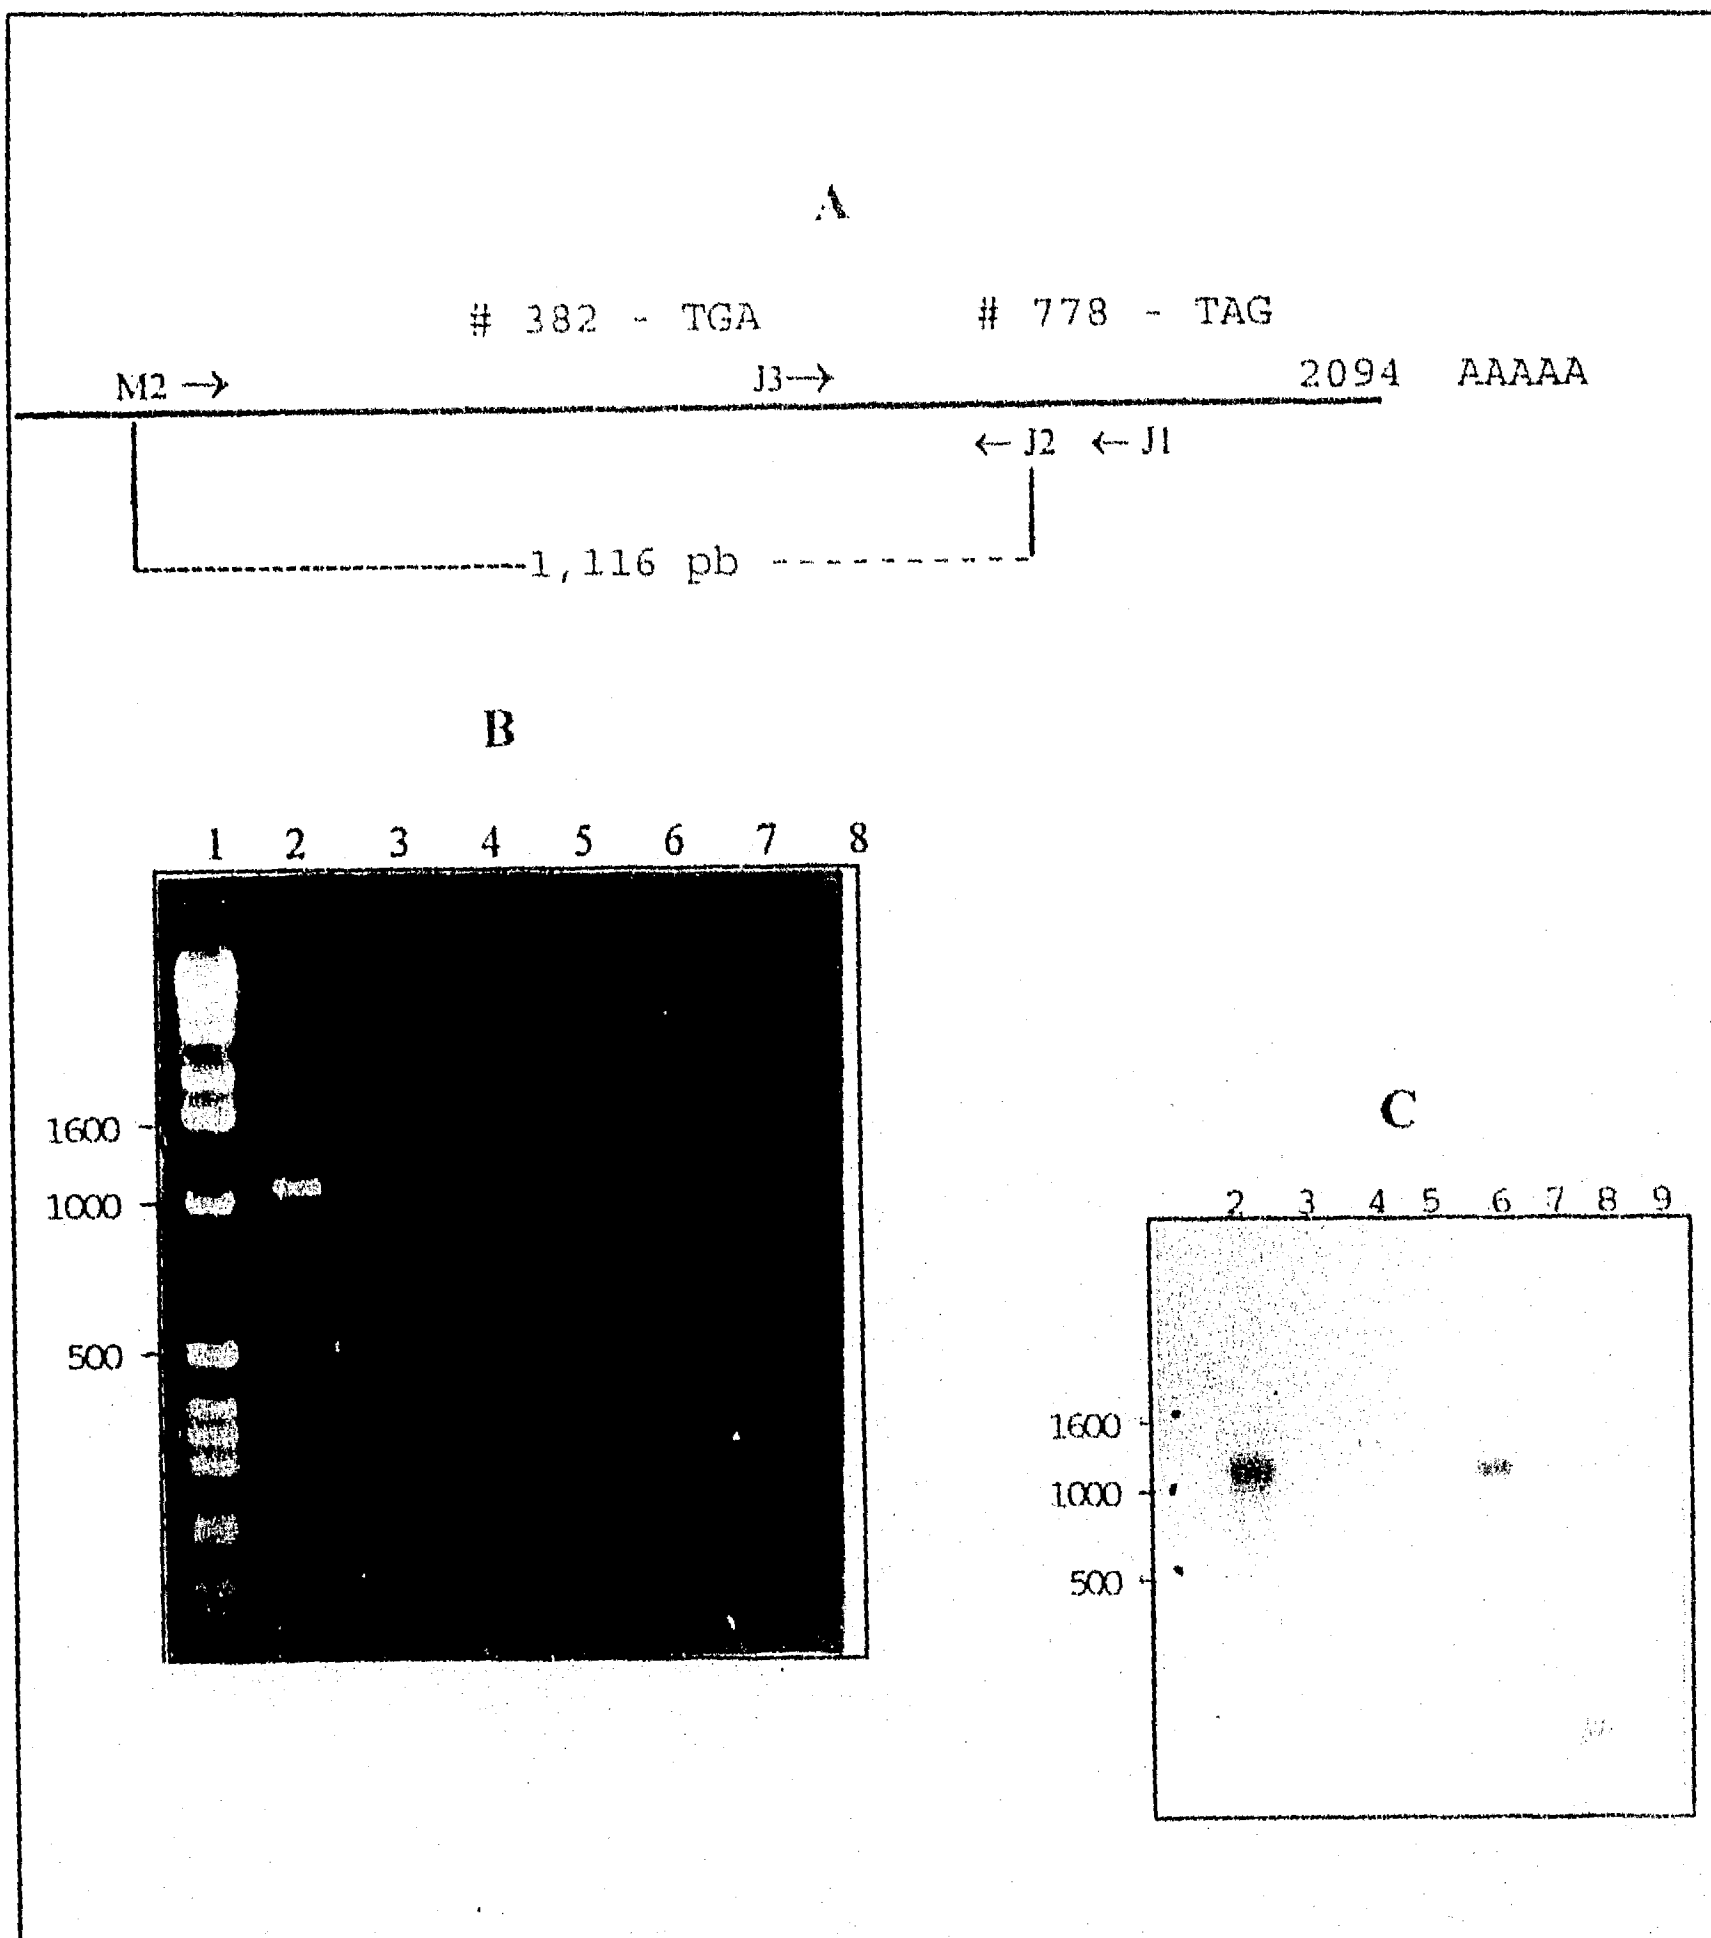 A
# 382 - TGA # 778 - TAG
M2 → J3→ 2094 AAAAA
← J2 ← J1
1,116 pb
B
1 2 3 4 5 6 7 8
1600
1000
500
C
2 3 4 5 6 7 8 9
1600
1000
500